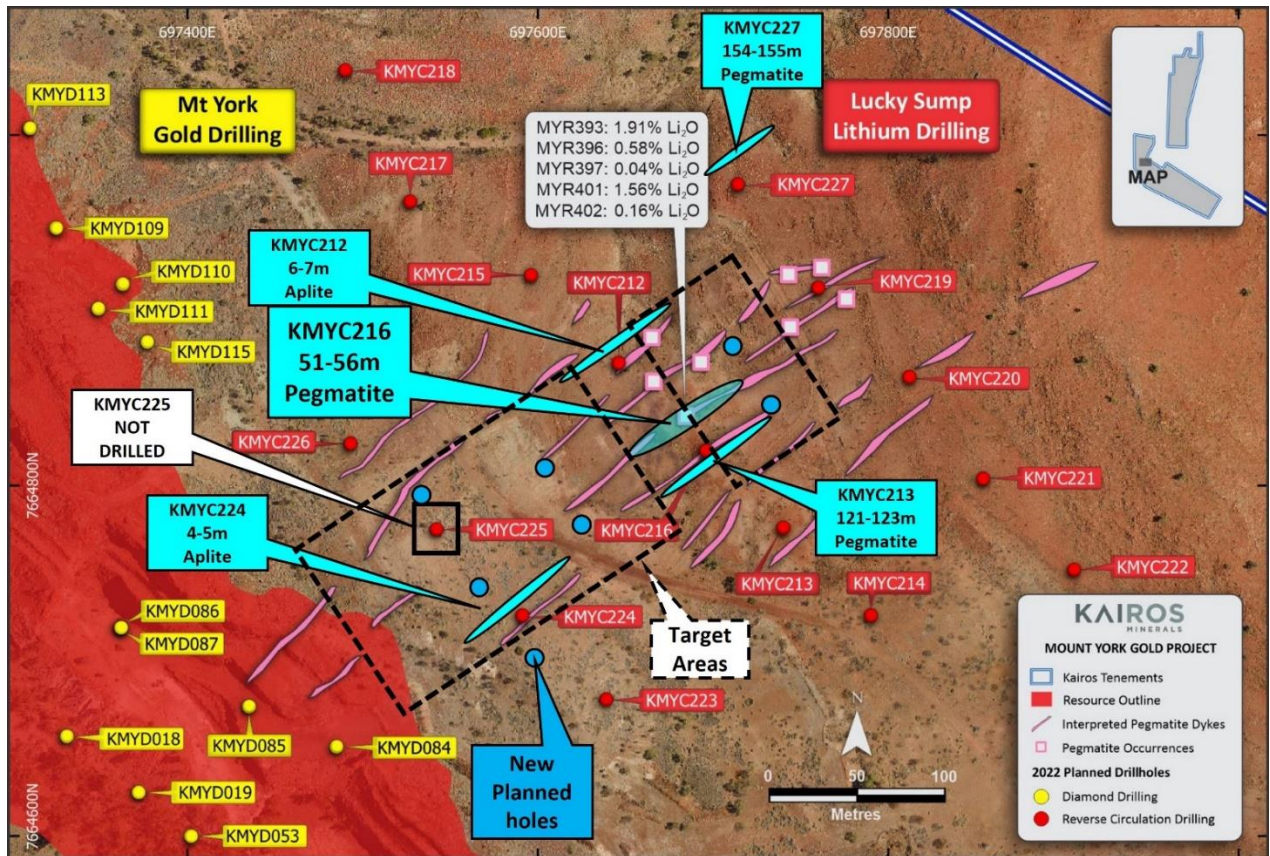 697400E
697600E
697800E
KMYC227
154-155m
Pegmatite
KMYC218
KMYD113
Mt York
Gold Drilling
Lucky Sump
Lithium Drilling
MAP
MYR393: 1.91% Li₂O
MYR396: 0.58% Li₂O
MYR397: 0.04% Li₂O
MYR401: 1.56% Li₂O
MYR402: 0.16% Li₂O
KMYC217
KMYC227
KMYD109
KMYC212
6-7m
Aplite
KMYD110
KMYC215
KMYC212
KMYC219
KMYD111
KMYD115
KMYC216
51-56m
Pegmatite
KMYC220
KMYC225
NOT
DRILLED
KMYC226
7664800N
KMYC221
KMYC224
4-5m
Aplite
KMYC225
KMYC216
KMYC213
121-123m
Pegmatite
KMYC213
KMYC214
KMYC222
KMYD086
KMYD087
KMYC224
Target
Areas
KMYD018
KMYD085
KMYD084
KMYC223
New
Planned
holes
KMYD019
KMYD053
7664600N
N
0 50 100
Metres
KAIROS
MINERALS
MOUNT YORK GOLD PROJECT
Kairos Tenements
Resource Outline
Interpreted Pegmatite Dykes
Pegmatite Occurrences
2022 Planned Drillholes
Diamond Drilling
Reverse Circulation Drilling